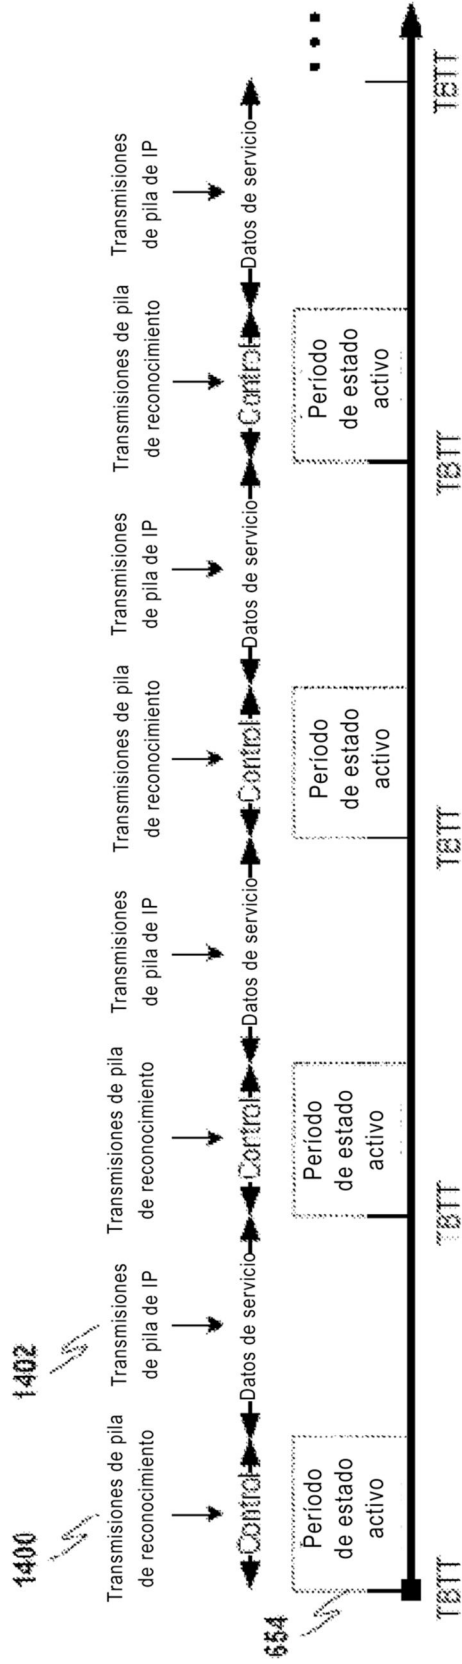 1400
1402
Transmisiones de pila
de reconocimiento
Transmisiones
de pila de IP
Transmisiones de pila
de reconocimiento
Transmisiones
de pila de IP
Transmisiones de pila
de reconocimiento
Transmisiones
de pila de IP
Transmisiones de pila
de reconocimiento
Transmisiones
de pila de IP
Control
Datos de servicio
Control
Datos de servicio
Control
Datos de servicio
Control
Datos de servicio
654
Período
de estado
activo
Período
de estado
activo
Período
de estado
activo
Período
de estado
activo
TBTT
TBTT
TBTT
TBTT
TBTT